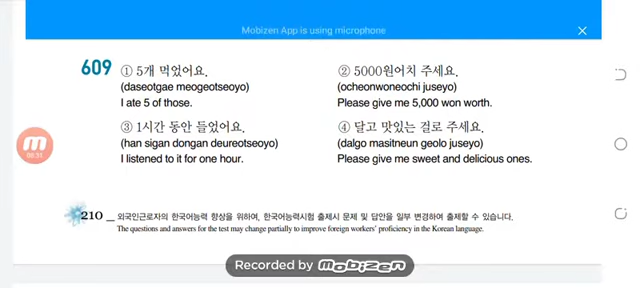 Mobizen App is using microphone
609 ① 5개 먹었어요. ② 5000원어치 주세요.
(daseotgae meogeotseoyo) (ocheonwoneochi juseyo)
I ate 5 of those. Please give me 5,000 won worth.
③ 1시간 동안 들었어요. ④ 달고 맛있는 걸로 주세요.
(han sigan dongan deureotseoyo) (dalgo masitneun geolo juseyo)
I listened to it for one hour. Please give me sweet and delicious ones.
210 _ 외국인근로자의 한국어능력 향상을 위하여, 한국어능력시험 출제시 문제 및 답안을 일부 변경하여 출제할 수 있습니다.
The questions and answers for the test may change partially to improve foreign workers' proficiency in the Korean language.
Recorded by mobizen